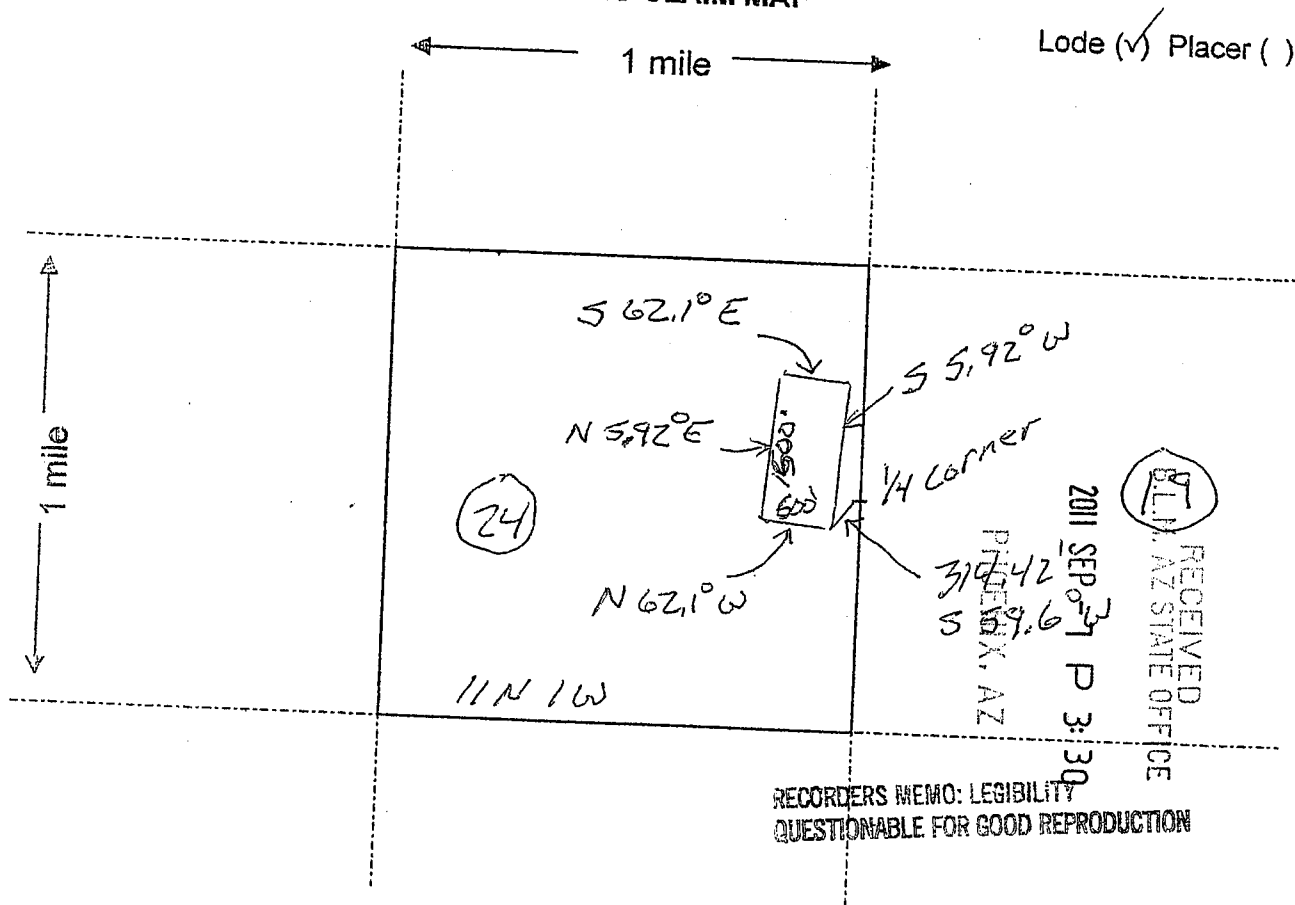 1 mile
Lode (√) Placer ( )
1 mile
S 62.1° E
S 5.92° W
N 5.92° E
1500'
600'
1/4 Corner
24
19
N 62.1° W
11N 1W
RECEIVED
B.L.M. AZ STATE OFFICE
2011 SEP -7 P 3:30
PHOENIX, AZ
RECORDERS MEMO: LEGIBILITY
QUESTIONABLE FOR GOOD REPRODUCTION